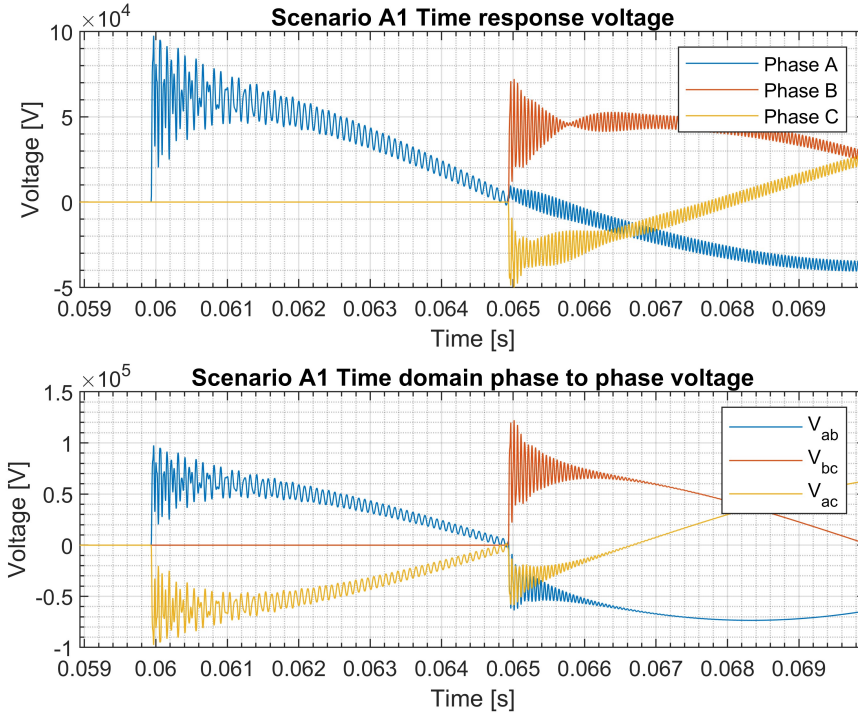 Scenario A1 Time response voltage
×10⁴
10
5
0
-5
Voltage [V]
Phase A
Phase B
Phase C
0.059 0.06 0.061 0.062 0.063 0.064 0.065 0.066 0.067 0.068 0.069
Time [s]
Scenario A1 Time domain phase to phase voltage
×10⁵
1.5
1
0.5
0
-0.5
-1
Voltage [V]
V_ab
V_bc
V_ac
0.059 0.06 0.061 0.062 0.063 0.064 0.065 0.066 0.067 0.068 0.069
Time [s]